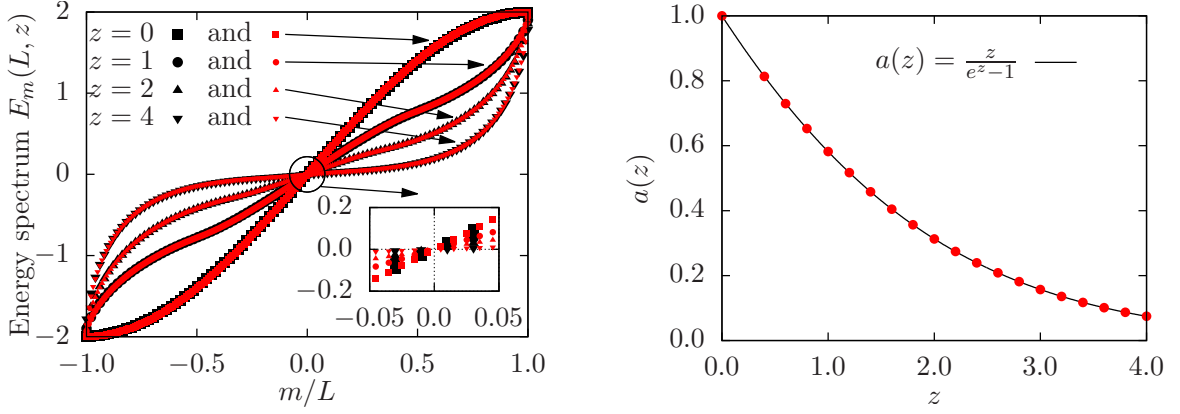 Energy spectrum E_m(L, z)
2
1
0
−1
−2
z = 0 ■ and ■
z = 1 ● and ●
z = 2 ▲ and ▲
z = 4 ▼ and ▼
0.2
0.0
−0.2
−0.05 0.0 0.05
−1.0 −0.5 0.0 0.5 1.0
m/L
a(z)
1.0
0.8
0.6
0.4
0.2
0.0
a(z) = \frac{z}{e^z−1}
0.0 1.0 2.0 3.0 4.0
z